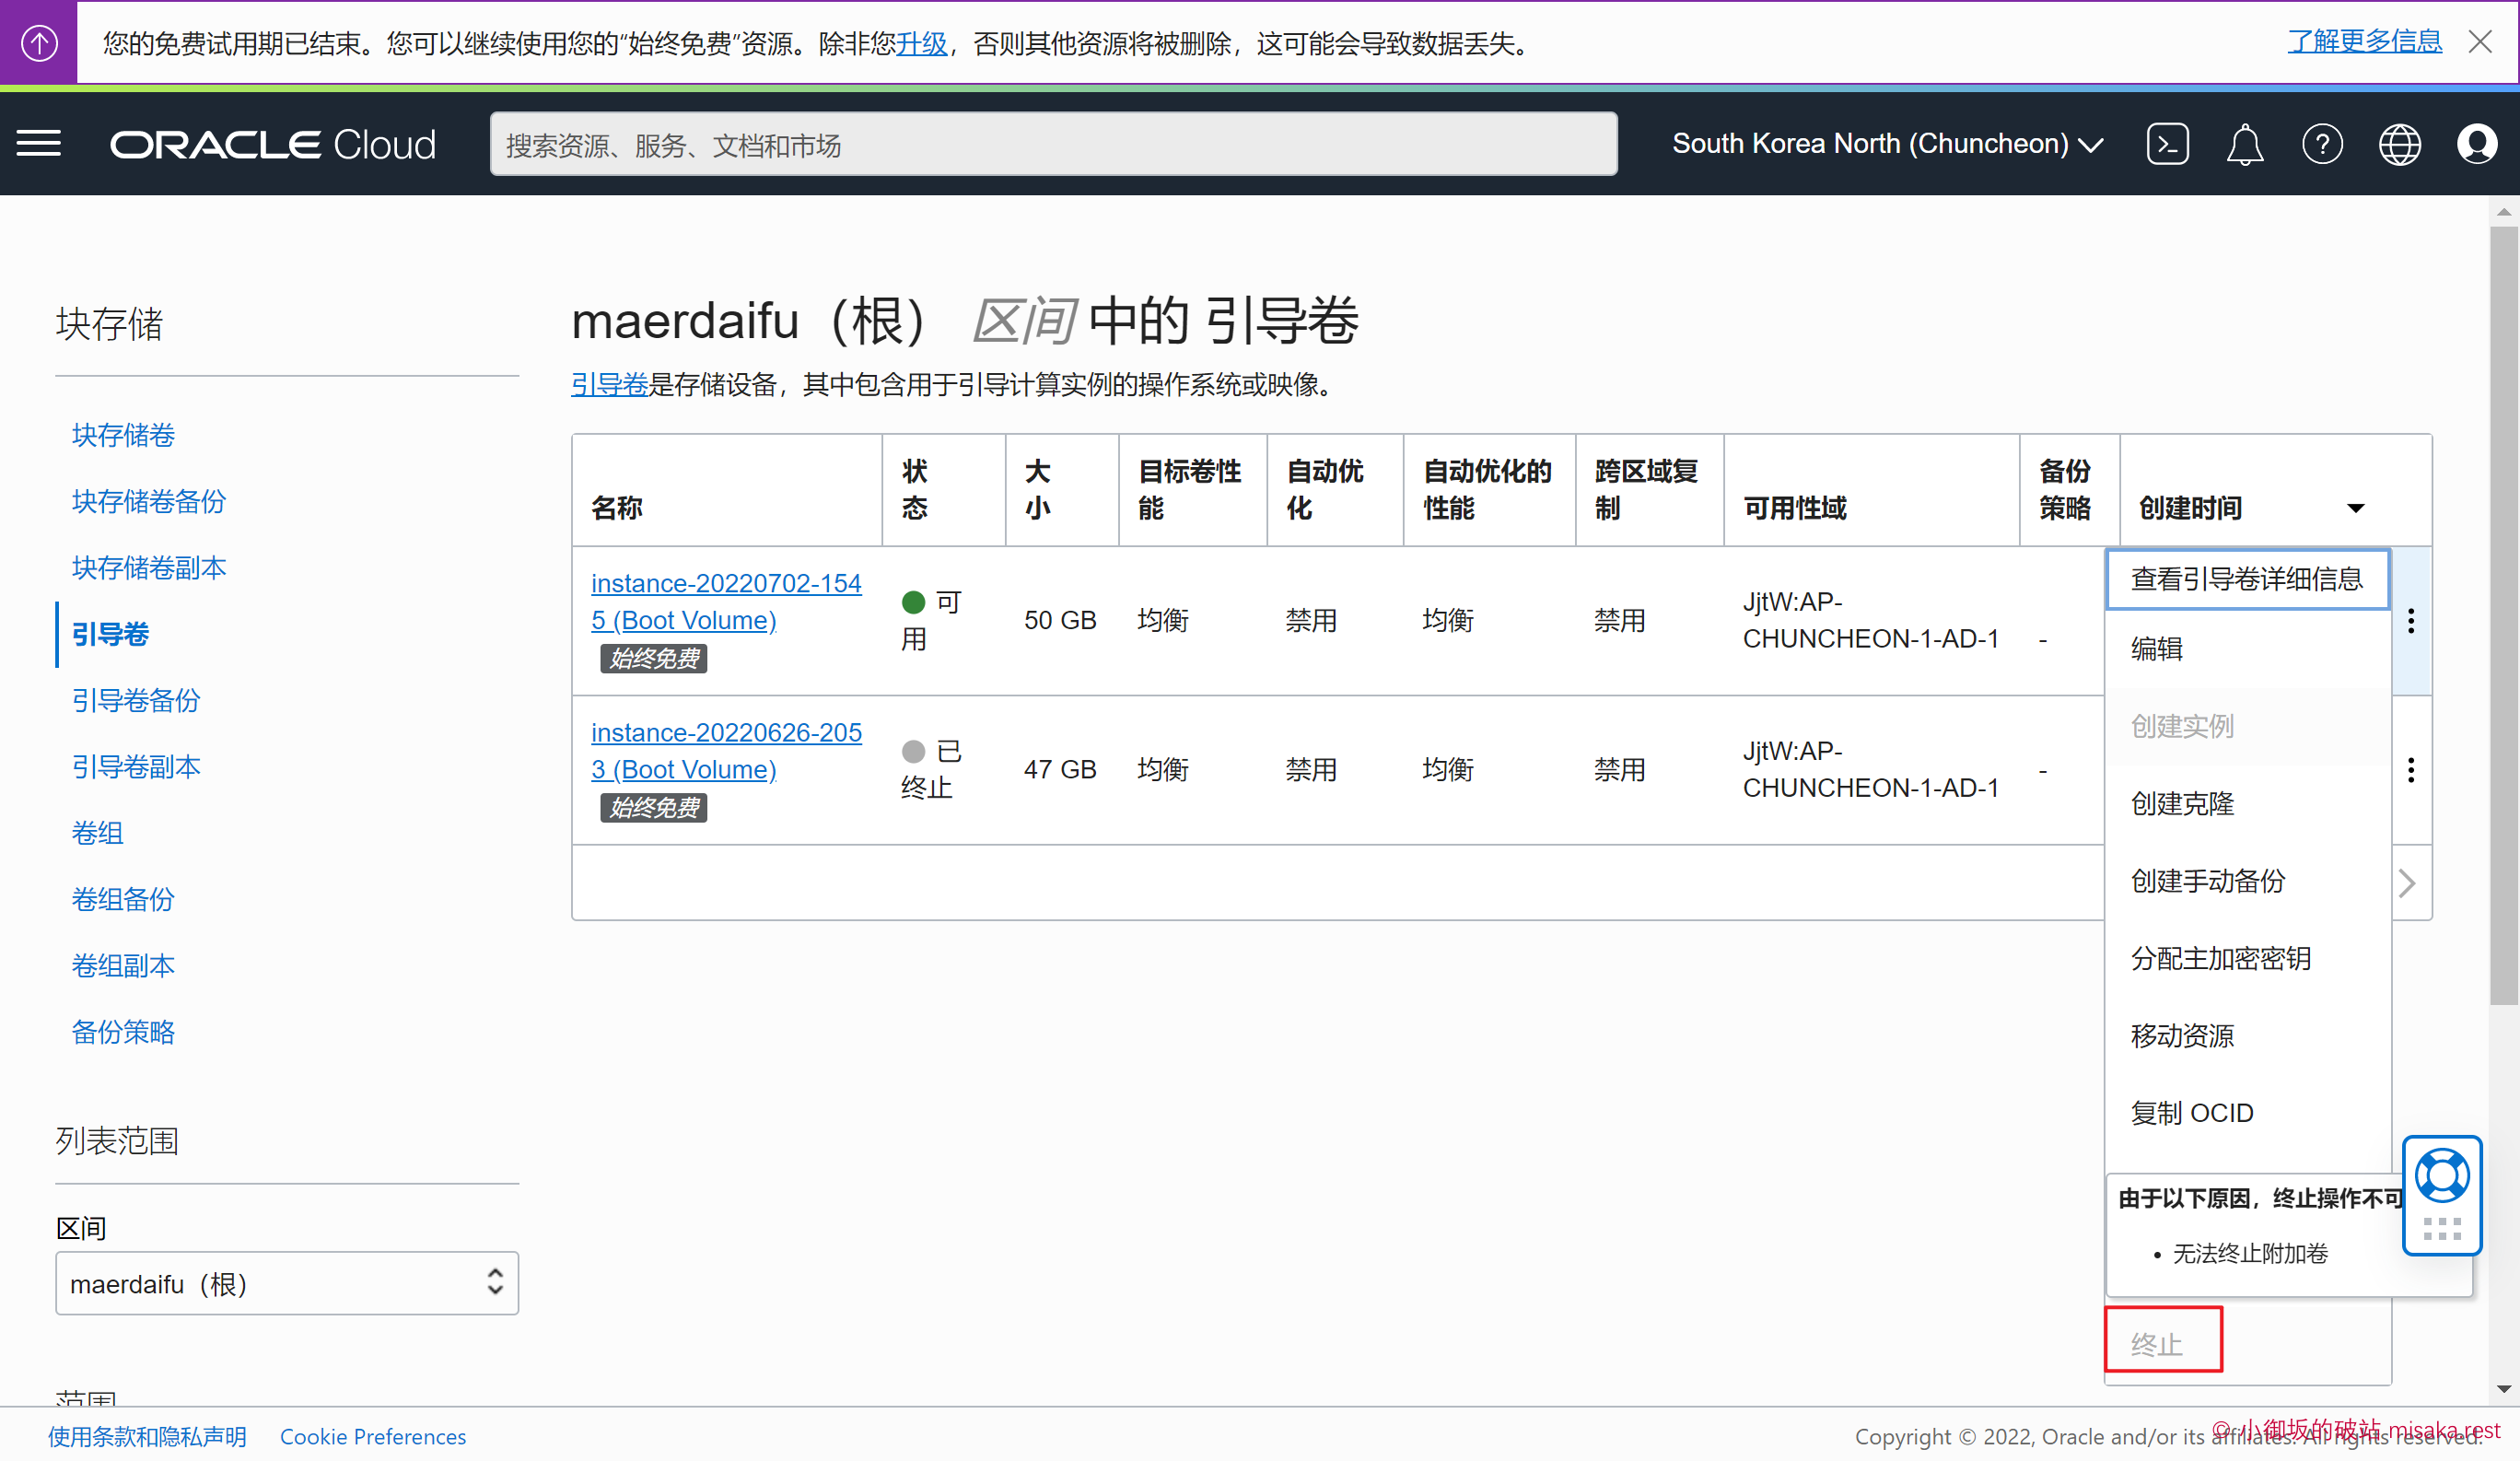 您的免费试用期已结束。您可以继续使用您的“始终免费”资源。除非您升级，否则其他资源将被删除，这可能会导致数据丢失。
了解更多信息
ORACLE Cloud
搜索资源、服务、文档和市场
South Korea North (Chuncheon)
块存储
块存储卷
块存储卷备份
块存储卷副本
引导卷
引导卷备份
引导卷副本
卷组
卷组备份
卷组副本
备份策略
列表范围
区间
maerdaifu（根）
范围
maerdaifu（根） 区间 中的 引导卷
引导卷是存储设备，其中包含用于引导计算实例的操作系统或映像。
名称
状
态
大
小
目标卷性
能
自动优
化
自动优化的
性能
跨区域复
制
可用性域
备份
策略
创建时间
instance-20220702-154
5 (Boot Volume)
始终免费
可
用
50 GB
均衡
禁用
均衡
禁用
JjtW:AP-
CHUNCHEON-1-AD-1
-
instance-20220626-205
3 (Boot Volume)
始终免费
已
终止
47 GB
均衡
禁用
均衡
禁用
JjtW:AP-
CHUNCHEON-1-AD-1
-
查看引导卷详细信息
编辑
创建实例
创建克隆
创建手动备份
分配主加密密钥
移动资源
复制 OCID
由于以下原因，终止操作不可
• 无法终止附加卷
终止
使用条款和隐私声明
Cookie Preferences
Copyright © 2022, Oracle and/or its affiliates. All rights reserved.
© 小御坂的破站 misaka.rest